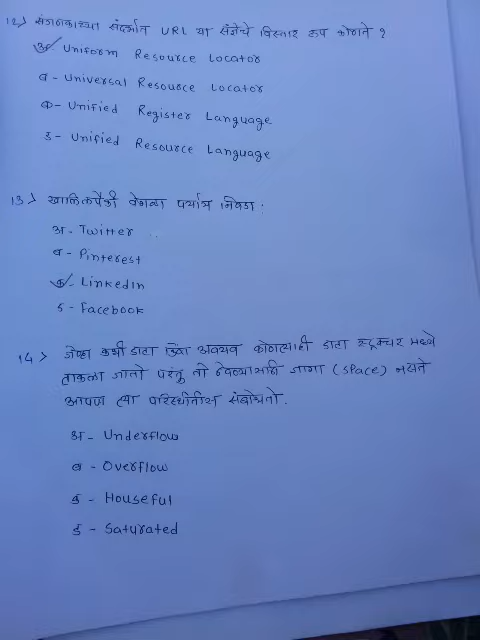 12) संगणकाच्या संदर्भात URL या संज्ञेचे विस्तार रूप कोणते ?
अ- Uniform Resource Locator
ब- Universal Resource Locator
क- Unified Register Language
ड- Unified Resource Language
13) खालिलपैकी वेगळा पर्याय निवडा.
अ- Twitter
ब- Pinterest
क- LinkedIn
ड- Facebook
14) जेव्हा कधी डाटा किंवा अवयव कोणत्याही डाटा स्ट्रक्चर मध्ये
टाकला जातो परंतु तो ठेवण्यासाठी जागा (Space) नसते
आपण त्या परिस्थीतीस संबोधतो.
अ- Underflow
ब- Overflow
क- Houseful
ड- Saturated